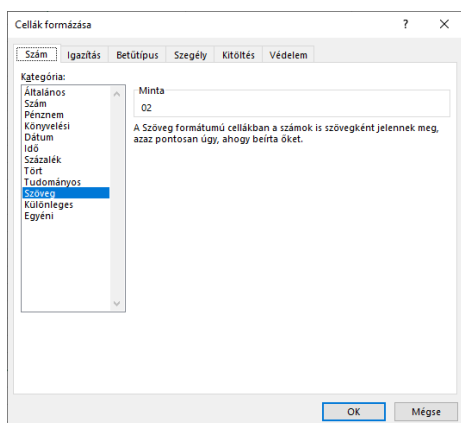 Cellák formázása
?
Szám Igazítás Betűtípus Szegély Kitöltés Védelem
Kategória:
Általános
Szám
Pénznem
Könyvelési
Dátum
Idő
Százalék
Tört
Tudományos
Szöveg
Különleges
Egyéni
Minta
02
A Szöveg formátumú cellákban a számok is szövegként jelennek meg,
azaz pontosan úgy, ahogy beírta őket.
OK Mégse